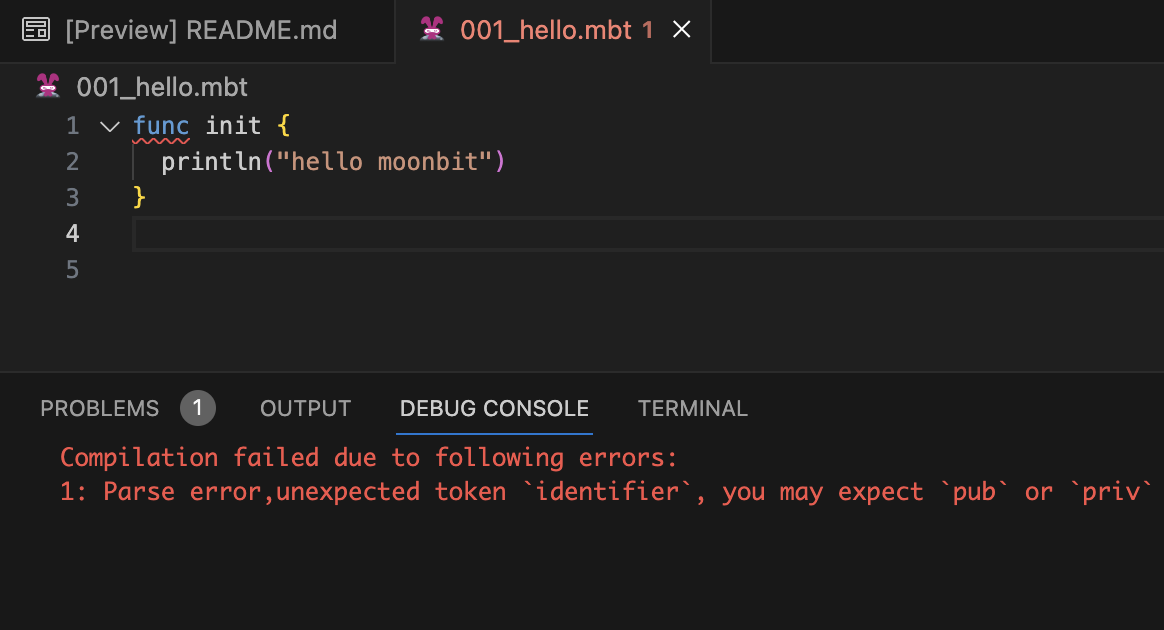 [Preview] README.md 001_hello.mbt 1
001_hello.mbt
1 func init {
2 println("hello moonbit")
3 }
4
5
PROBLEMS 1 OUTPUT DEBUG CONSOLE TERMINAL
Compilation failed due to following errors:
1: Parse error,unexpected token `identifier`, you may expect `pub` or `priv`